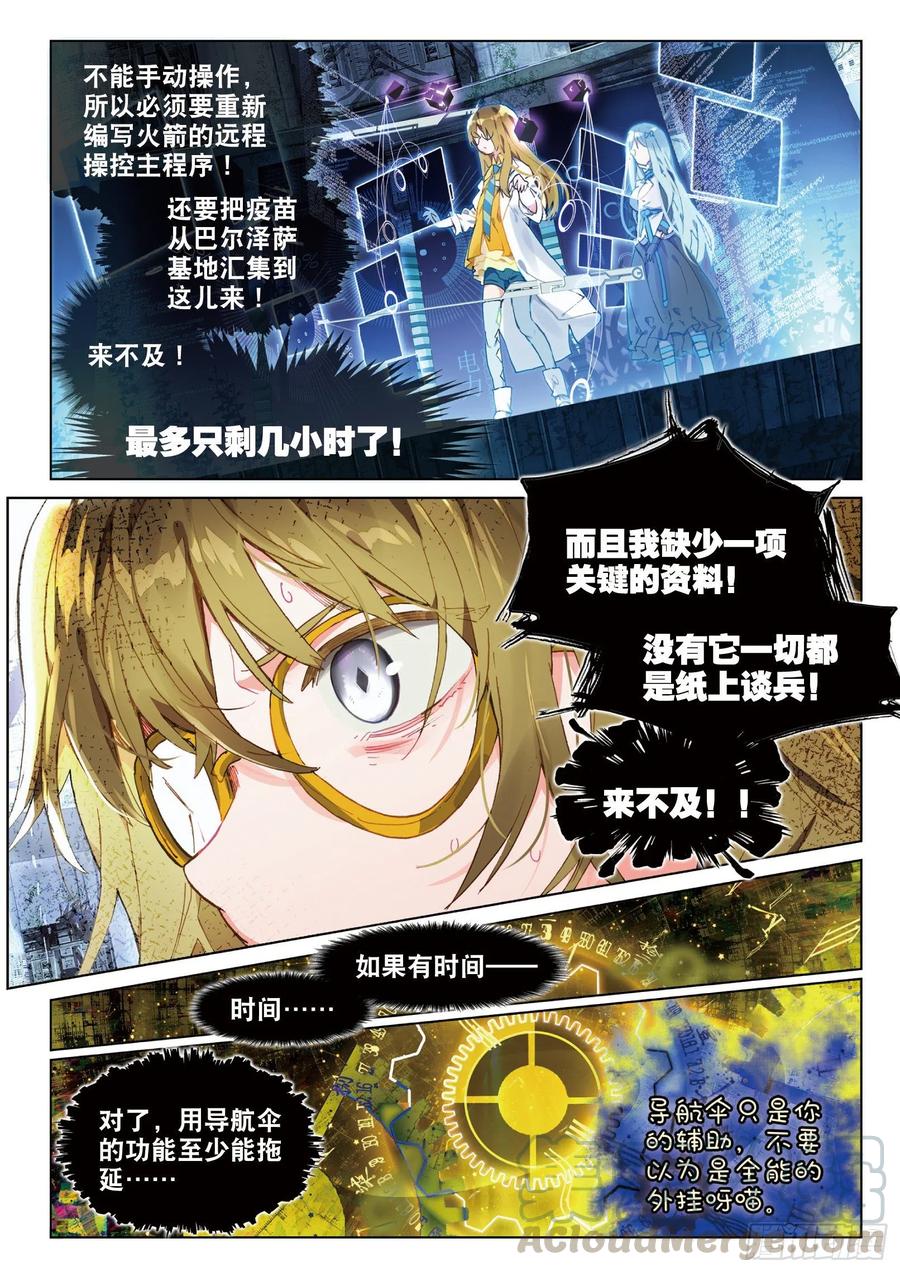 不能手动操作，
所以必须要重新
编写火箭的远程
操控主程序！
还要把疫苗
从巴尔泽萨
基地汇集到
这儿来！
来不及！
电力
最多只剩几小时了！
而且我缺少一项
关键的资料！
没有它一切都
是纸上谈兵！
来不及！！
如果有时间——
时间……
对了，用导航伞
的功能至少能拖
延……
导航伞只是你
的辅助，不要
以为是全能的
外挂呀喵。
AcloudMerge.com